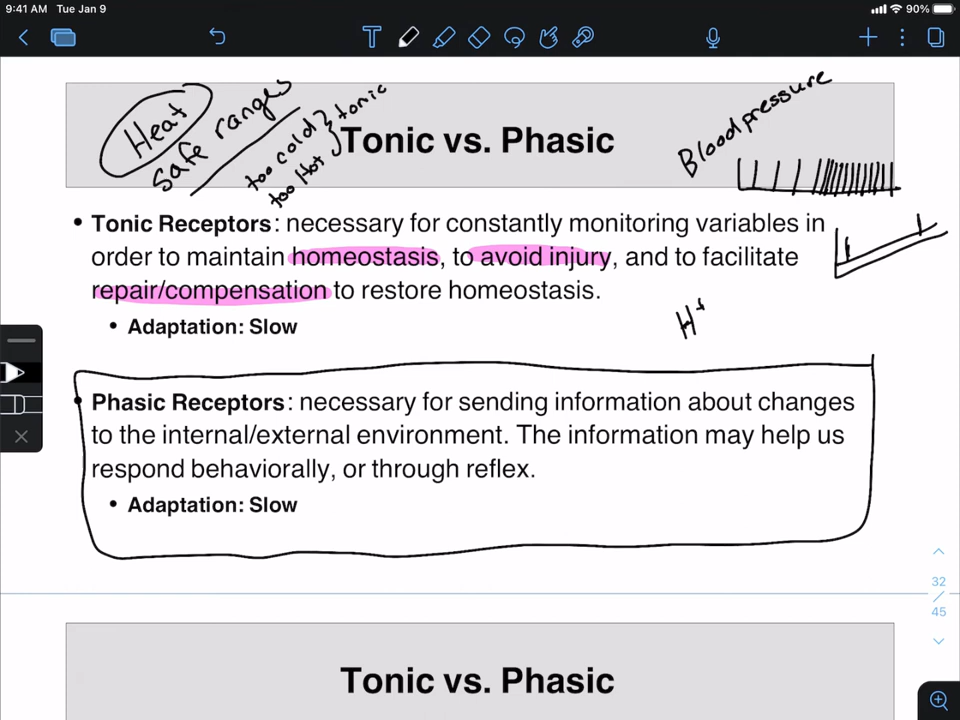 9:41 AM Tue Jan 9
90%
Heat
safe ranges
too cold
too Hot
tonic
Blood pressure
Tonic vs. Phasic
• Tonic Receptors: necessary for constantly monitoring variables in
order to maintain homeostasis, to avoid injury, and to facilitate
repair/compensation to restore homeostasis.
• Adaptation: Slow
H+
• Phasic Receptors: necessary for sending information about changes
to the internal/external environment. The information may help us
respond behaviorally, or through reflex.
• Adaptation: Slow
32
/
45
Tonic vs. Phasic